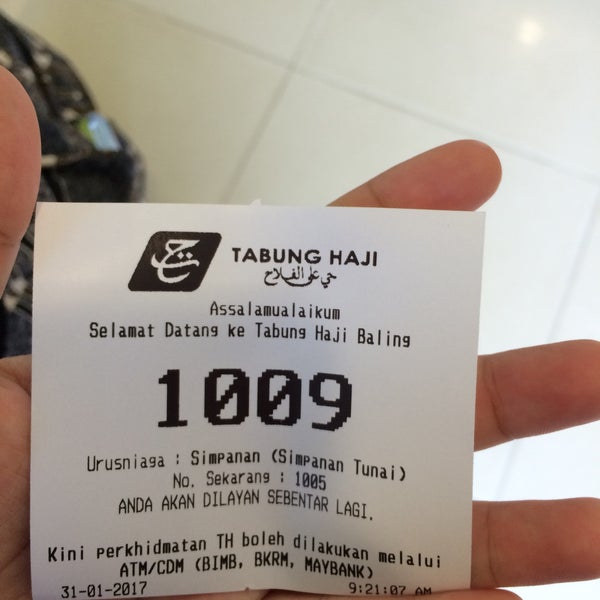 TABUNG HAJI
حي على الفلاح
Assalamualaikum
Selamat Datang ke Tabung Haji Baling
1009
Urusniaga : Simpanan (Simpanan Tunai)
No. Sekarang : 1005
ANDA AKAN DILAYAN SEBENTAR LAGI.
Kini perkhidmatan TH boleh dilakukan melalui
ATM/CDM (BIMB, BKRM, MAYBANK)
31-01-2017 9:21:07 AM